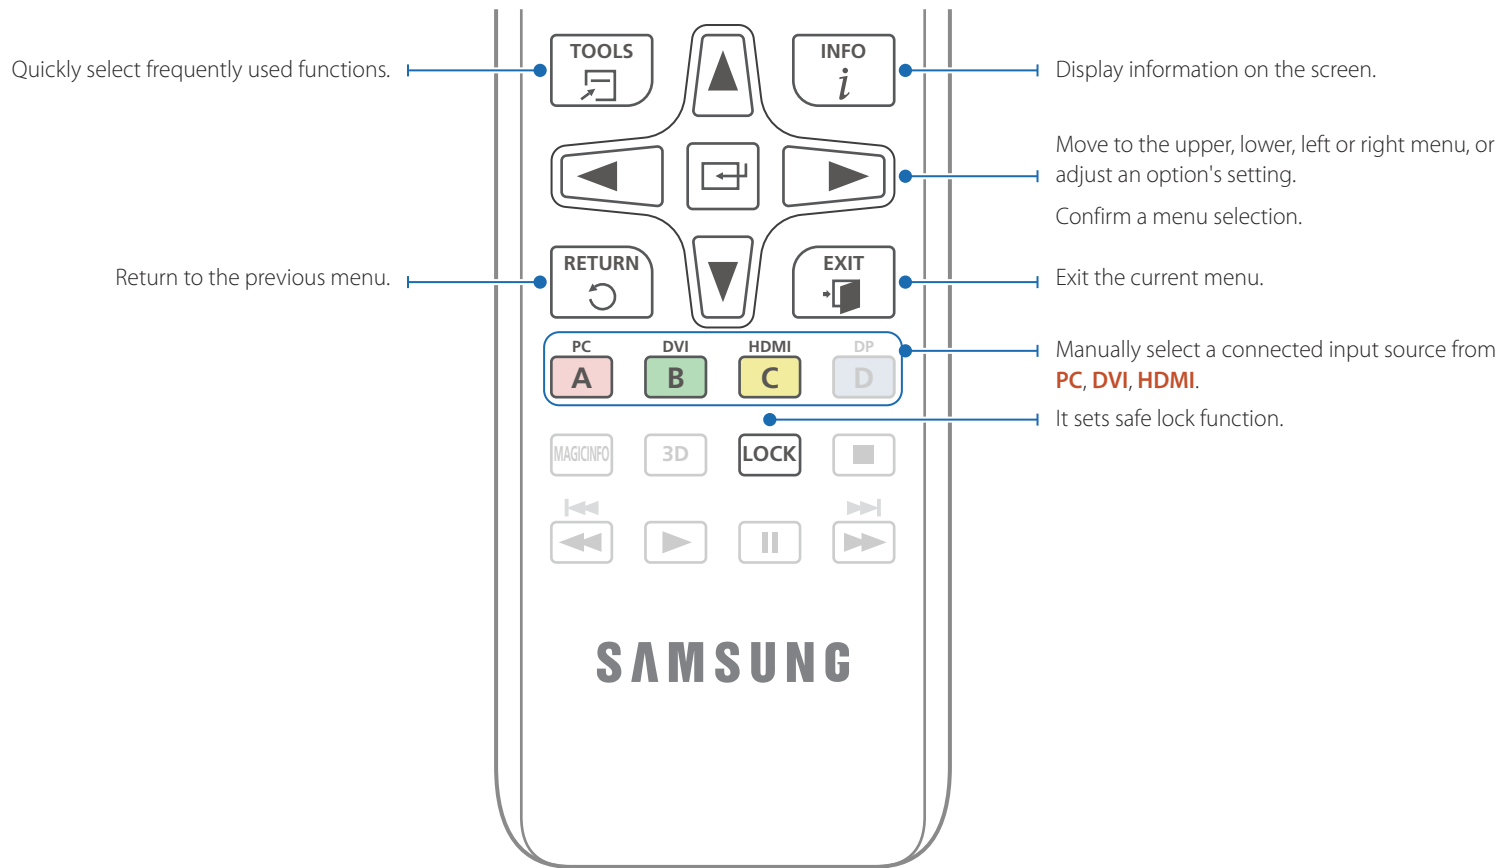 TOOLS
INFO
i
Quickly select frequently used functions.
Display information on the screen.
Move to the upper, lower, left or right menu, or
adjust an option's setting.
Confirm a menu selection.
RETURN
EXIT
Return to the previous menu.
Exit the current menu.
PC DVI HDMI DP
A B C D
Manually select a connected input source from
PC, DVI, HDMI.
It sets safe lock function.
MAGICINFO 3D LOCK
SAMSUNG